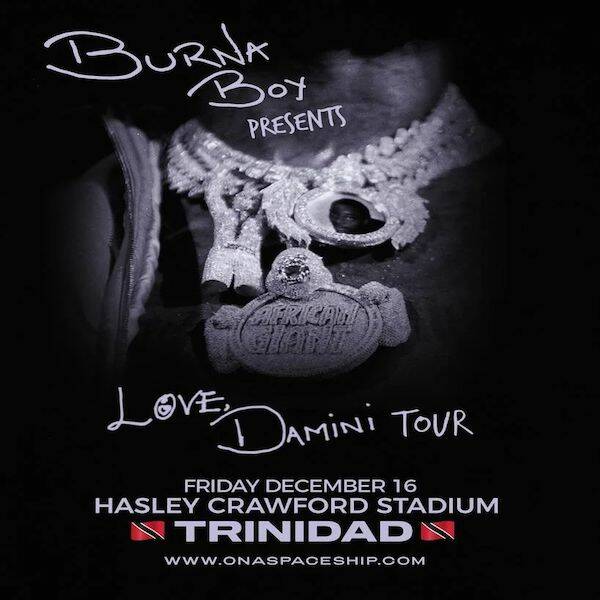 BURNA
BOY
PRESENTS
AFRICAN
GIANT
LOVE,
DAMINI TOUR
FRIDAY DECEMBER 16
HASLEY CRAWFORD STADIUM
TRINIDAD
WWW.ONASPACESHIP.COM